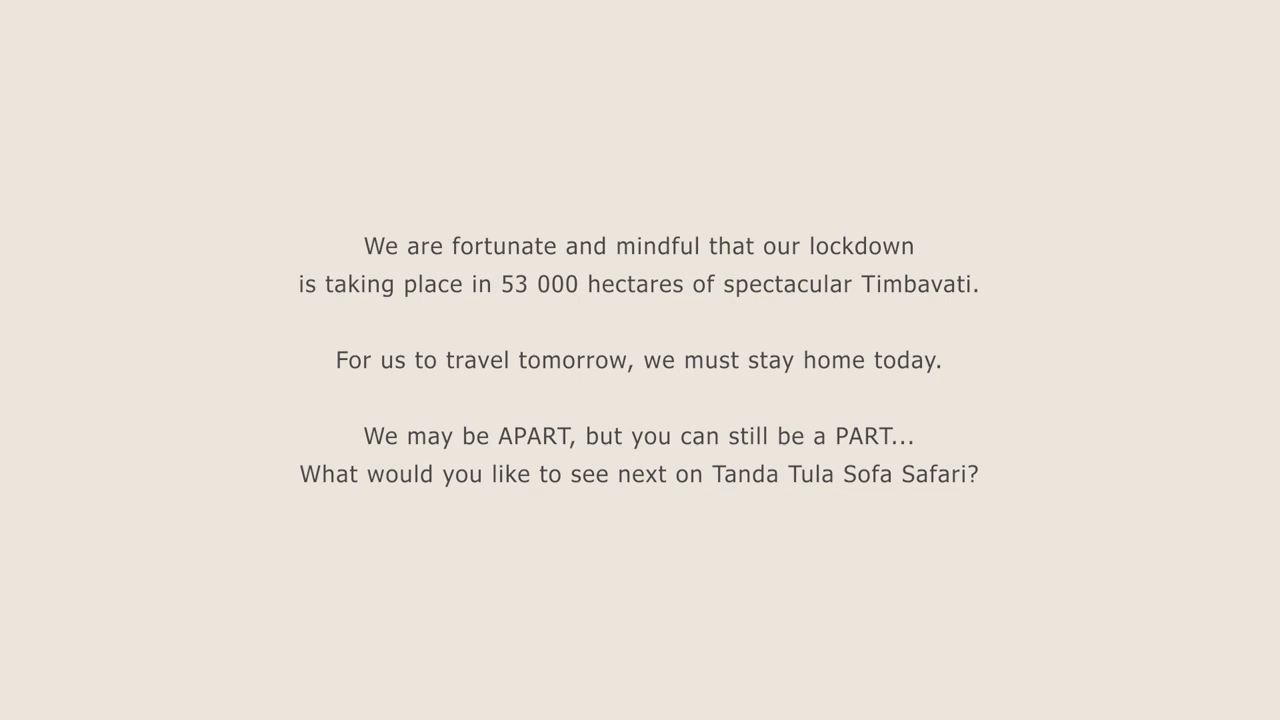 We are fortunate and mindful that our lockdown
is taking place in 53 000 hectares of spectacular Timbavati.
For us to travel tomorrow, we must stay home today.
We may be APART, but you can still be a PART...
What would you like to see next on Tanda Tula Sofa Safari?